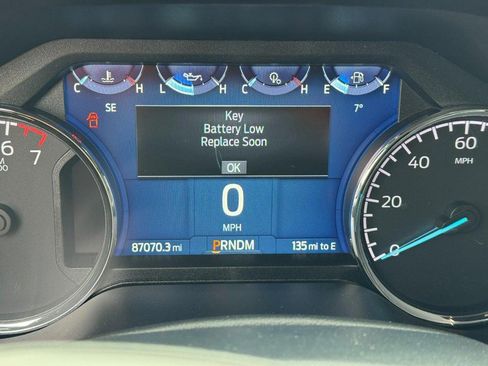 C H L H C H E F
SE 7°
Key
Battery Low
Replace Soon
OK
0
MPH
87070.3 mi PRNDM 135 mi to E
6
7
0
20
40
60
MPH